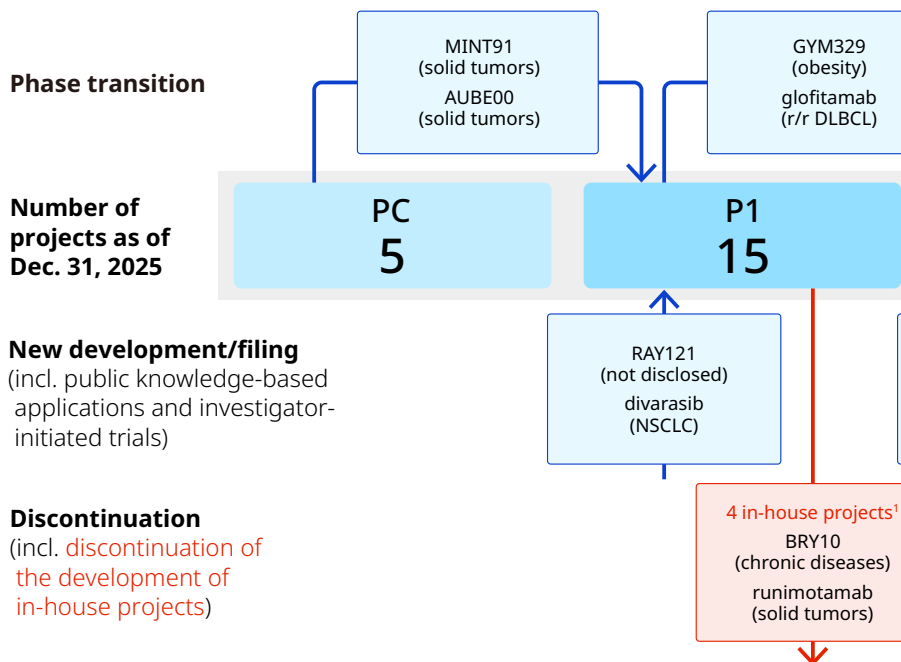 Phase transition
MINT91
(solid tumors)
AUBE00
(solid tumors)
GYM329
(obesity)
glofitamab
(r/r DLBCL)
Number of
projects as of
Dec. 31, 2025
PC
5
P1
15
New development/filing
(incl. public knowledge-based
applications and investigator-
initiated trials)
RAY121
(not disclosed)
divarasib
(NSCLC)
Discontinuation
(incl. discontinuation of
the development of
in-house projects)
4 in-house projects¹
BRY10
(chronic diseases)
runimotamab
(solid tumors)